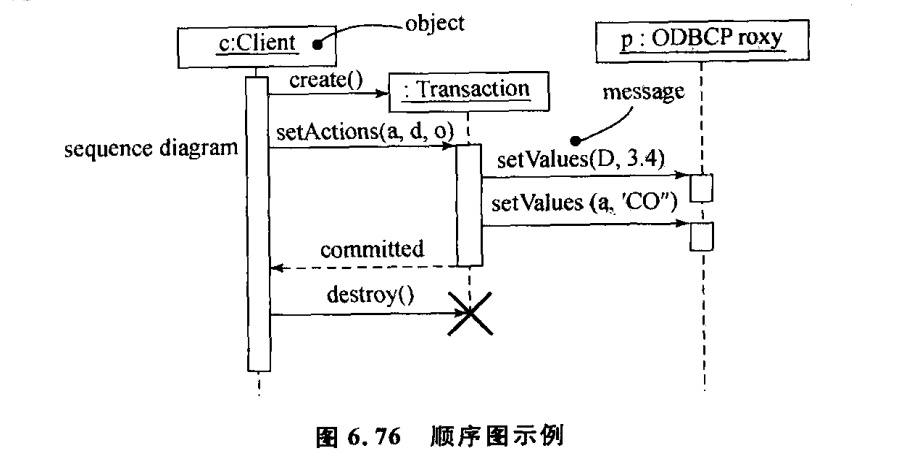 object
c:Client
p : ODBCP roxy
create()
: Transaction
message
setActions(a, d, o)
sequence diagram
setValues(D, 3.4)
setValues (a, 'CO")
committed
destroy()
图 6.76 顺序图示例